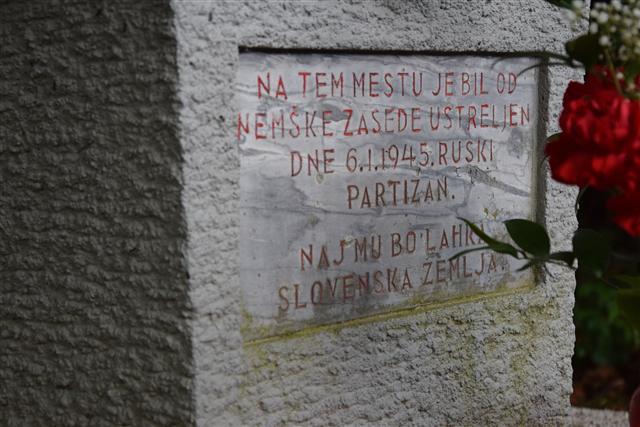 NA TEM MESTU JE BIL OD
NEMŠKE ZASEDE USTRELJEN
DNE 6.1.1945. RUSKI
PARTIZAN.
NAJ MU BO LAHKA
SLOVENSKA ZEMLJA